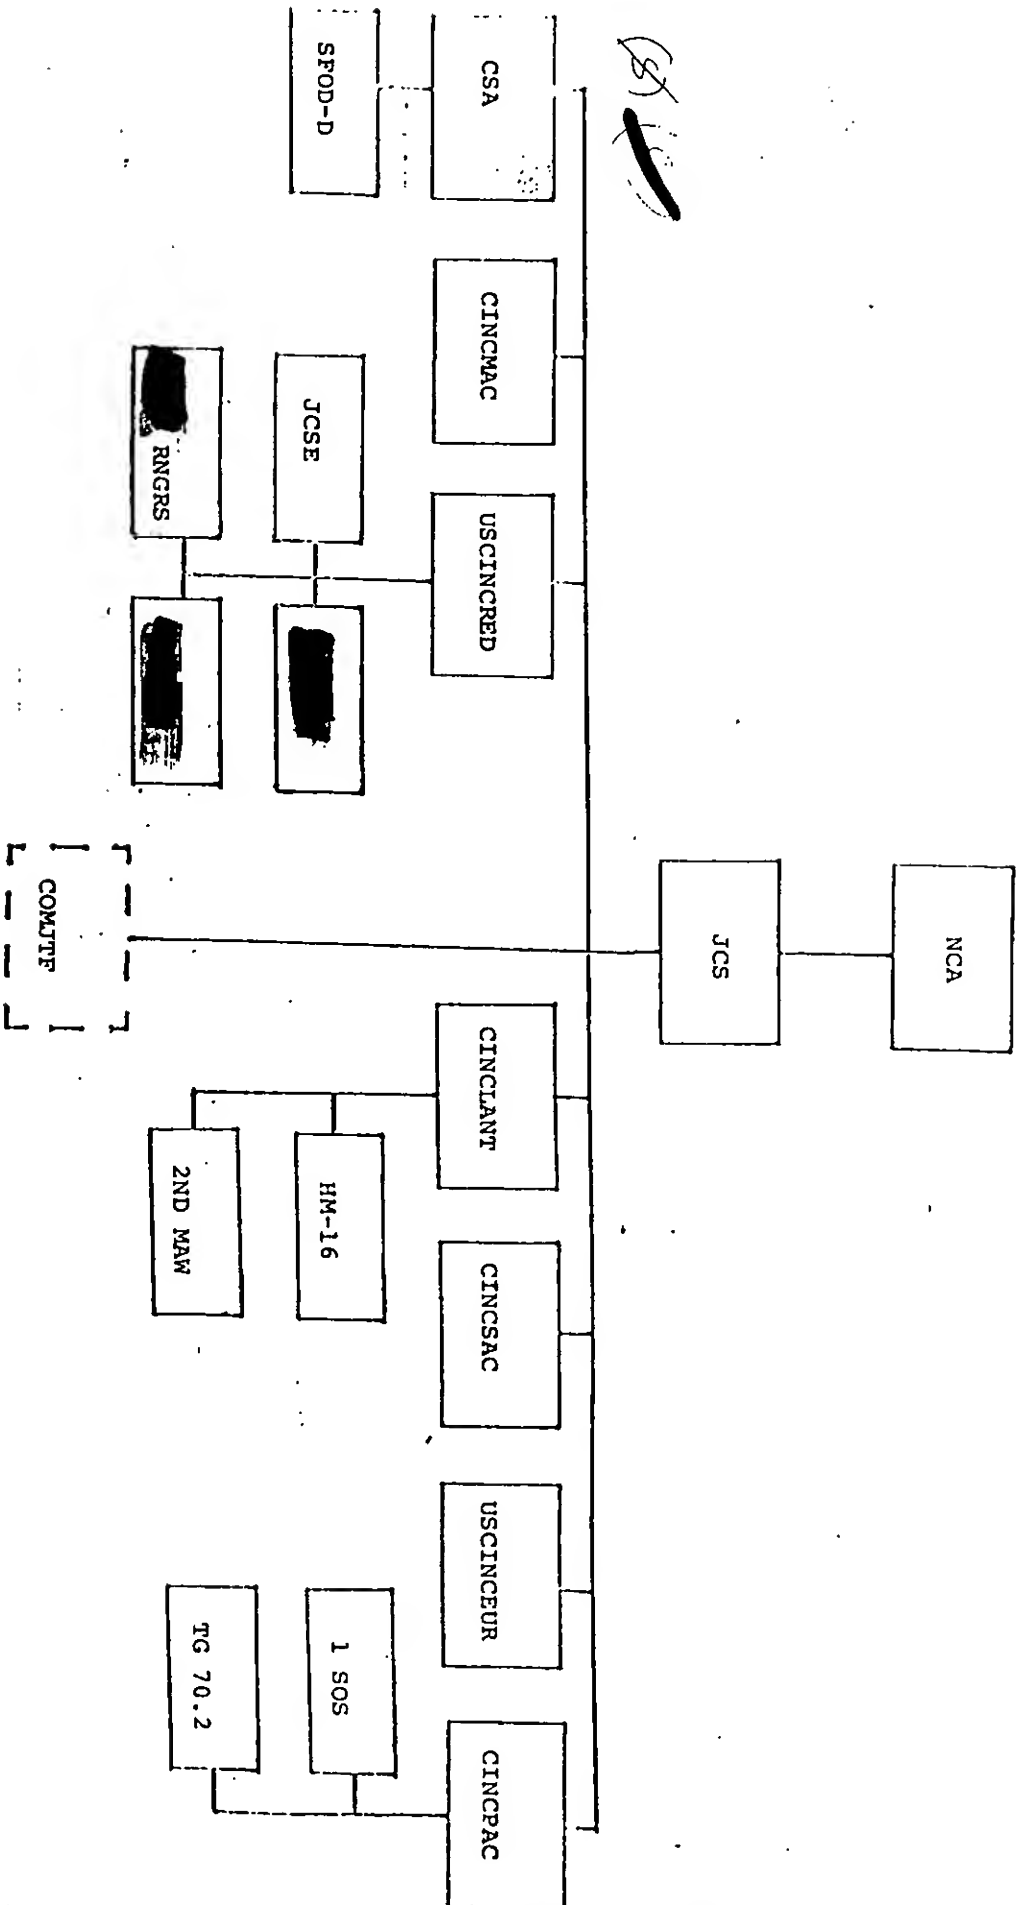 NCA
JCS
CSA
CINCMAC
USCINCRED
CINCLANT
CINCSAC
USCINCEUR
CINCPAC
SFOD-D
JCSE
HM-16
1 SOS
RNGRS
2ND MAW
TG 70.2
COMJTF